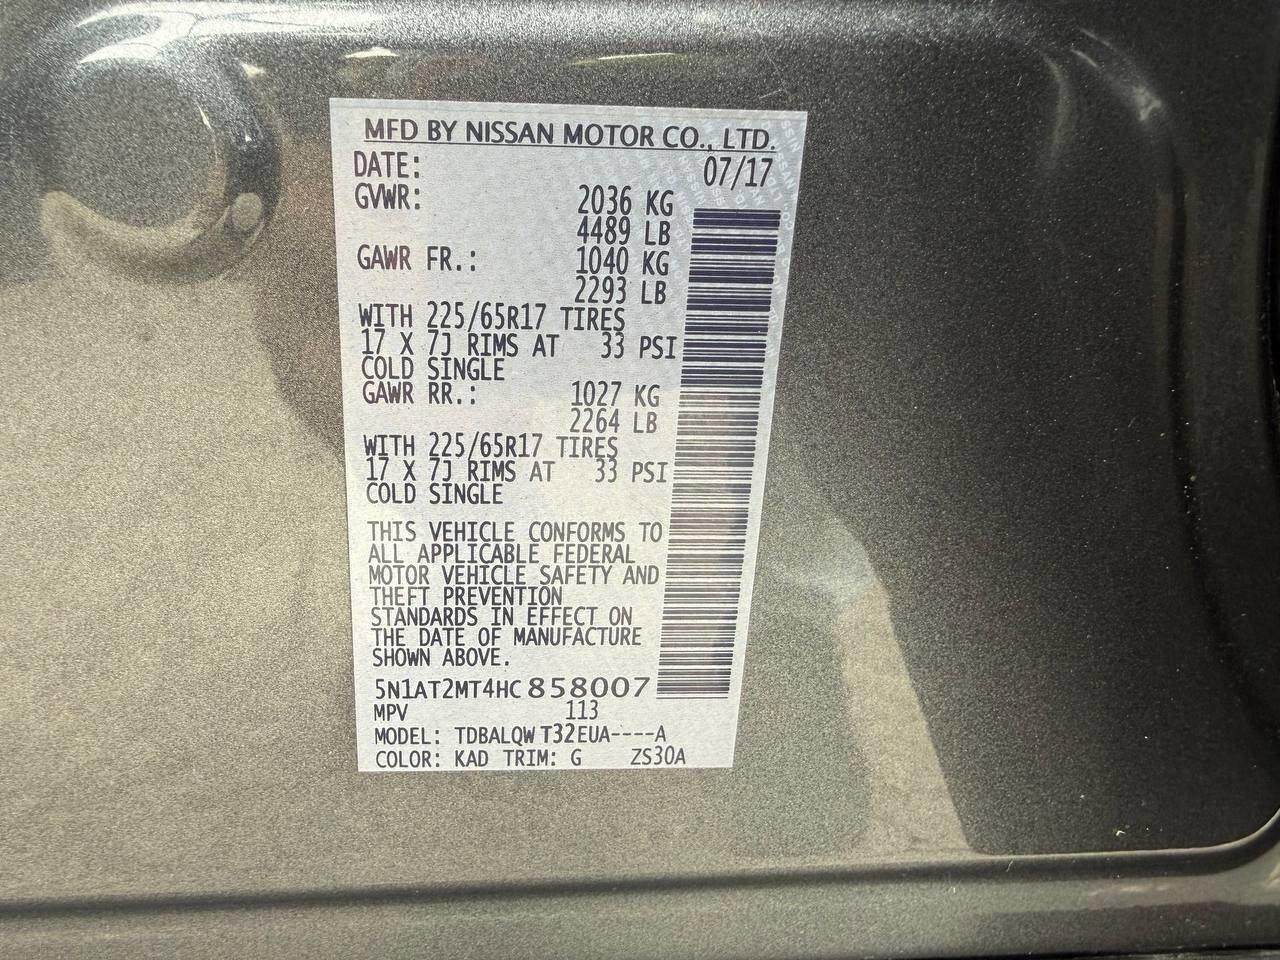 MFD BY NISSAN MOTOR CO., LTD.
DATE: 07/17
GVWR: 2036 KG
4489 LB
GAWR FR.: 1040 KG
2293 LB
WITH 225/65R17 TIRES
17 X 7J RIMS AT 33 PSI
COLD SINGLE
GAWR RR.: 1027 KG
2264 LB
WITH 225/65R17 TIRES
17 X 7J RIMS AT 33 PSI
COLD SINGLE
THIS VEHICLE CONFORMS TO
ALL APPLICABLE FEDERAL
MOTOR VEHICLE SAFETY AND
THEFT PREVENTION
STANDARDS IN EFFECT ON
THE DATE OF MANUFACTURE
SHOWN ABOVE.
5N1AT2MT4HC858007
MPV 113
MODEL: TDBALQW T32EUA----A
COLOR: KAD TRIM: G ZS30A